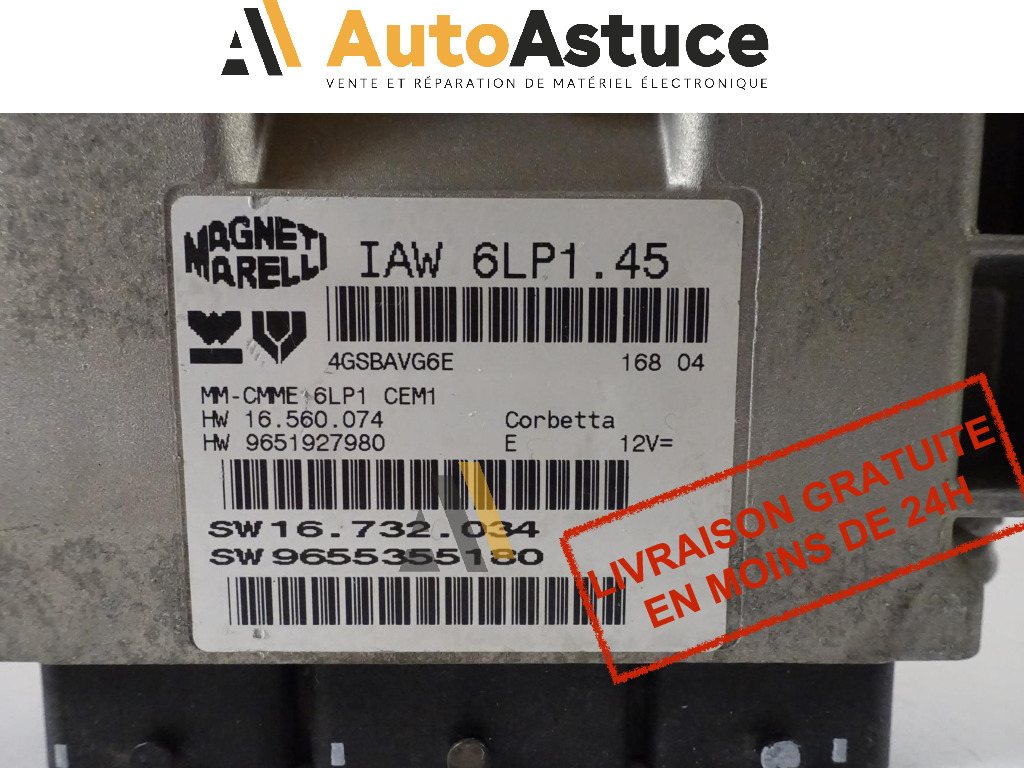 AutoAstuce
VENTE ET RÉPARATION DE MATÉRIEL ÉLECTRONIQUE
MAGNETI
MARELLI
IAW 6LP1.45
4GSBAVG6E 168 04
MM-CMME 6LP1 CEM1
HW 16.560.074 Corbetta
HW 9651927980 E 12V=
SW 16.732.034
SW 9655355180
LIVRAISON GRATUITE
EN MOINS DE 24H